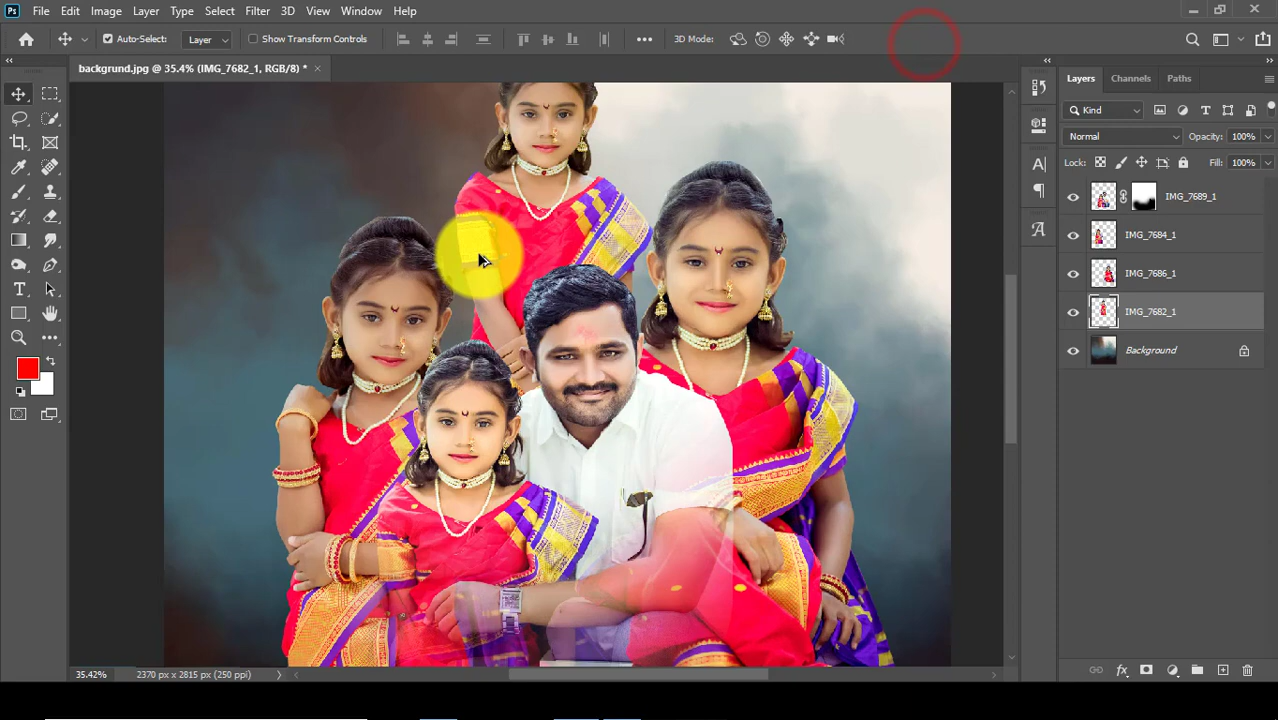 Ps File Edit Image Layer Type Select Filter 3D View Window Help
Auto-Select: Layer Show Transform Controls 3D Mode:
backgrund.jpg @ 35.4% (IMG_7682_1, RGB/8) *
Layers Channels Paths
Kind
Normal Opacity: 100%
Lock: Fill: 100%
IMG_7689_1
IMG_7684_1
IMG_7686_1
IMG_7682_1
Background
35.42% 2370 px x 2815 px (250 ppi)